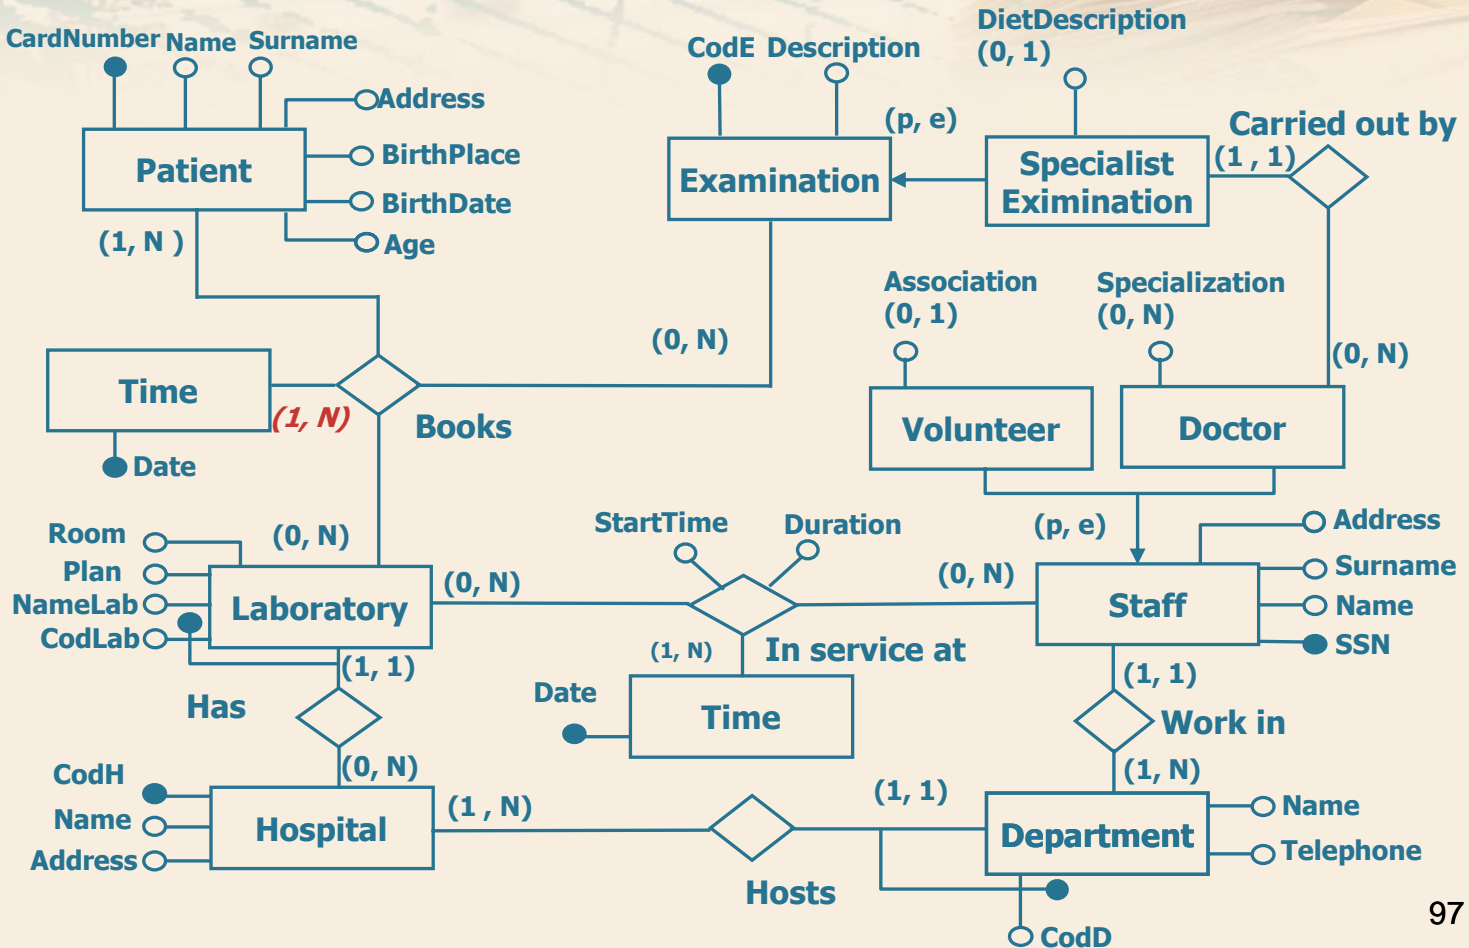 DietDescription
(0, 1)
CardNumber Name Surname
CodE Description
Address
(p, e)
Carried out by
Patient
BirthPlace
Examination
Specialist
Eximination
(1 , 1)
BirthDate
(1, N )
Age
Association
(0, 1)
Specialization
(0, N)
(0, N)
(0, N)
Time
(1, N)
Books
Volunteer
Doctor
Date
Room
(0, N)
StartTime
Duration
(p, e)
Address
Plan
(0, N)
(0, N)
Surname
NameLab
Laboratory
Staff
Name
CodLab
SSN
(1, 1)
(1, N)
In service at
(1, 1)
Has
Date
Time
Work in
(0, N)
(1, N)
CodH
Name
Address
Hospital
(1 , N)
(1, 1)
Department
Name
Telephone
Hosts
CodD
97